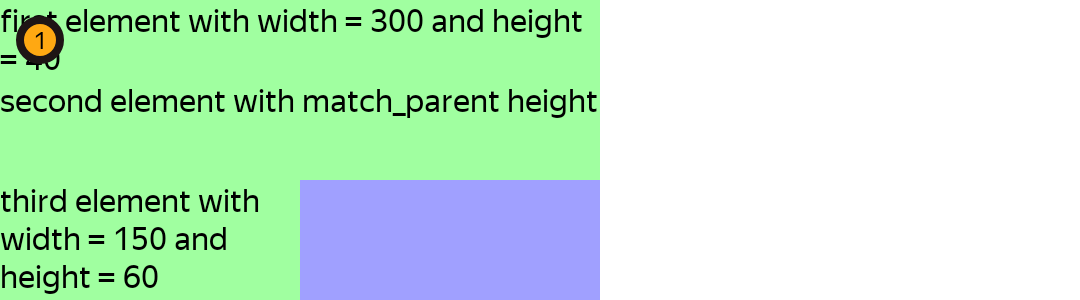 first element with width = 300 and height
= 40
1
second element with match_parent height
third element with
width = 150 and
height = 60